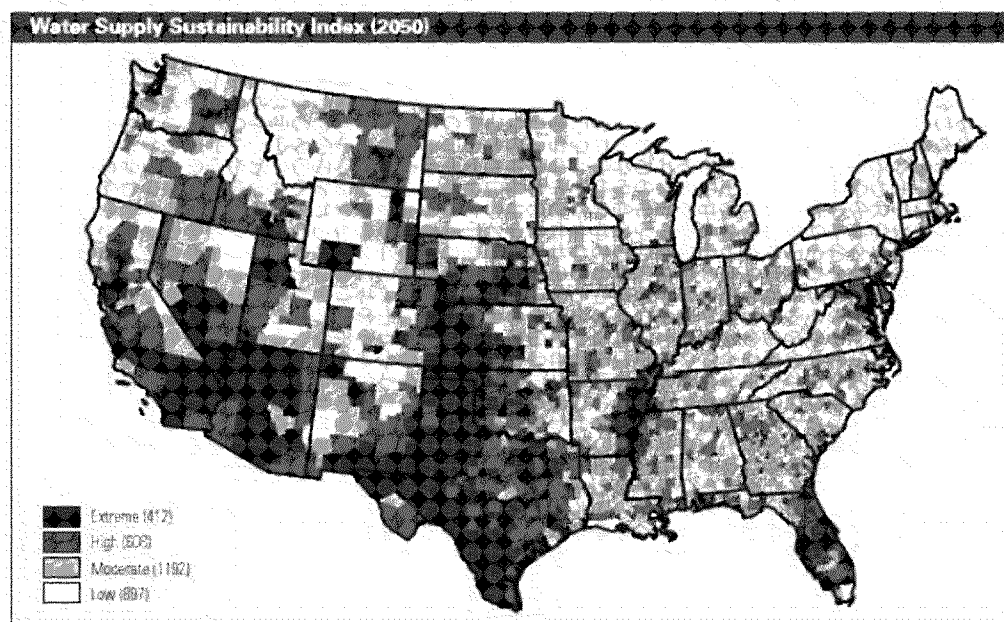 Water Supply Sustainability Index (2050)
Extreme (412)
High (608)
Moderate (1192)
Low (897)